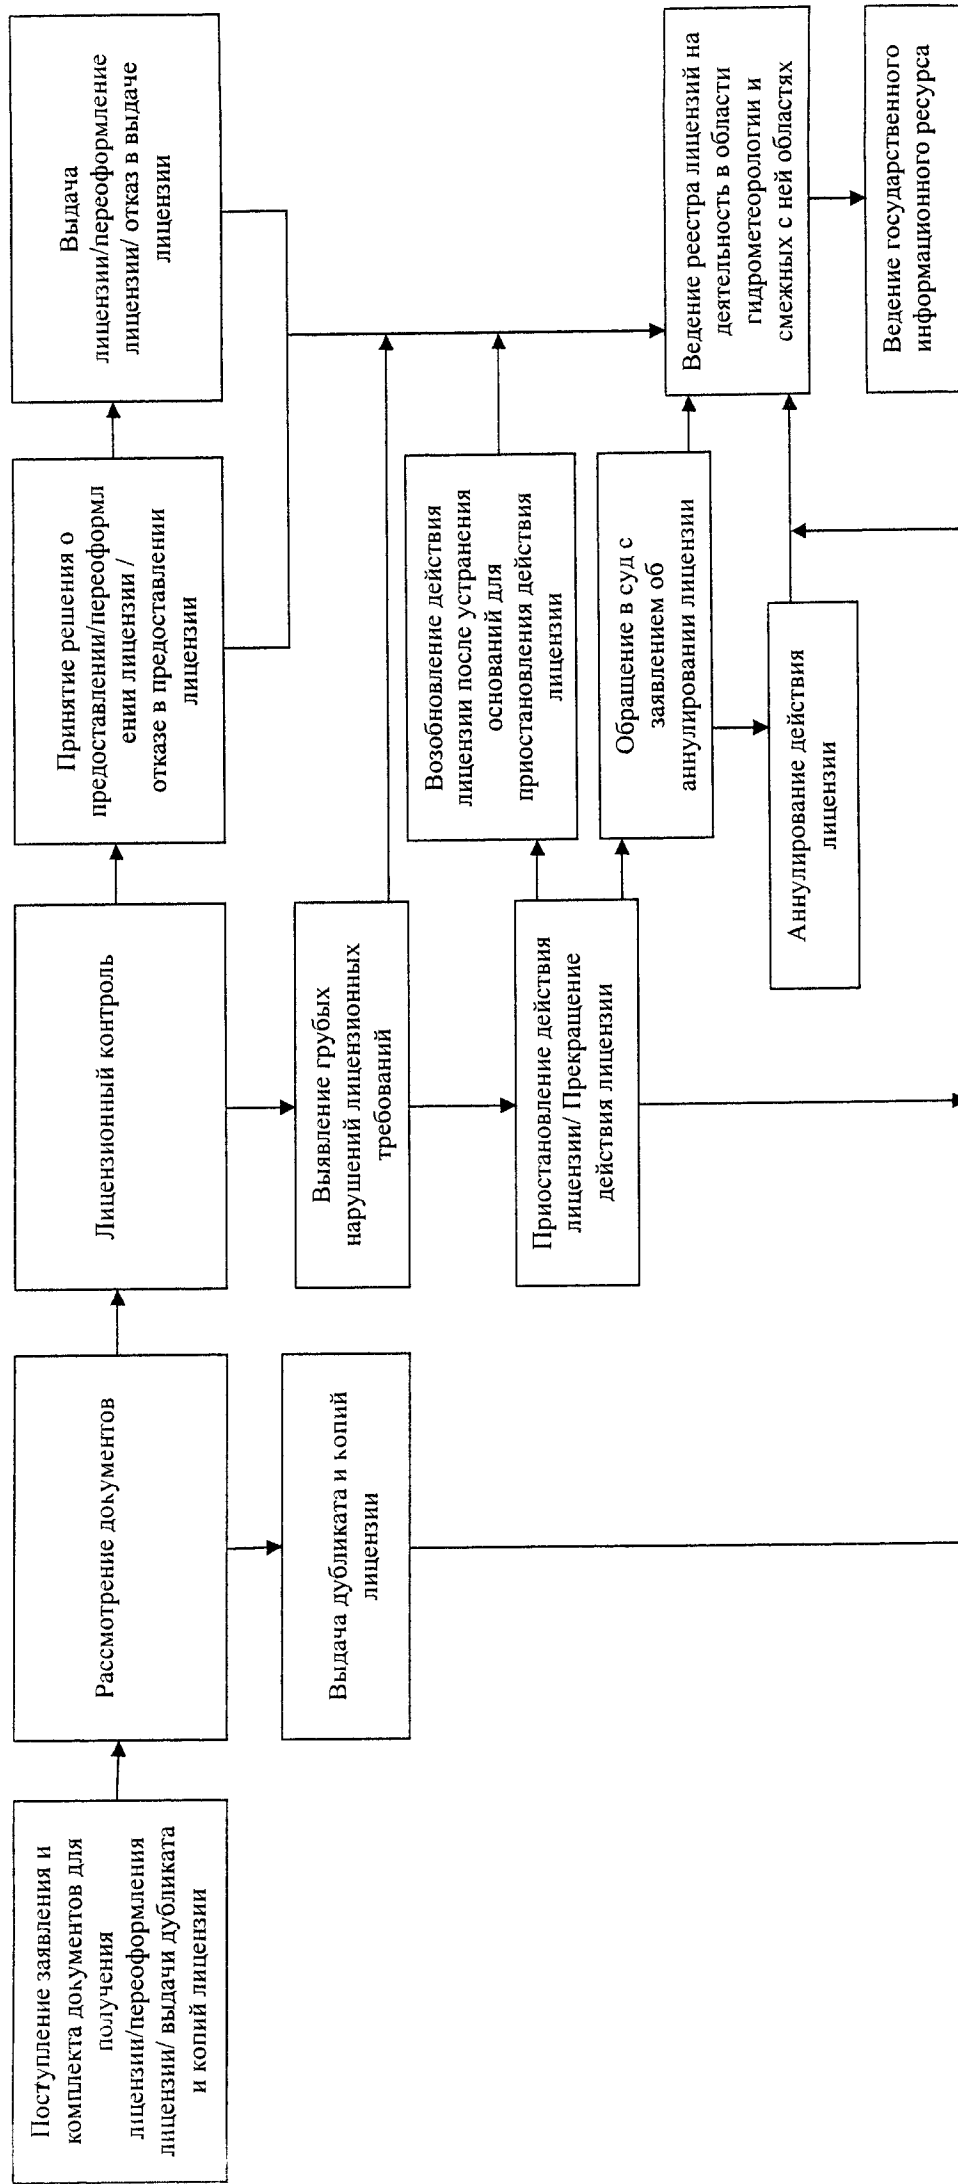 Поступление заявления и
комплекта документов для
получения
лицензии/переоформления
лицензии/ выдачи дубликата
и копий лицензии
Рассмотрение документов
Лицензионный контроль
Принятие решения о
предоставлении/переоформл
ении лицензии /
отказе в предоставлении
лицензии
Выдача
лицензии/переоформление
лицензии/ отказ в выдаче
лицензии
Выдача дубликата и копий
лицензии
Выявление грубых
нарушений лицензионных
требований
Приостановление действия
лицензии/ Прекращение
действия лицензии
Возобновление действия
лицензии после устранения
оснований для
приостановления действия
лицензии
Обращение в суд с
заявлением об
аннулировании лицензии
Аннулирование действия
лицензии
Ведение реестра лицензий на
деятельность в области
гидрометеорологии и
смежных с ней областях
Ведение государственного
информационного ресурса